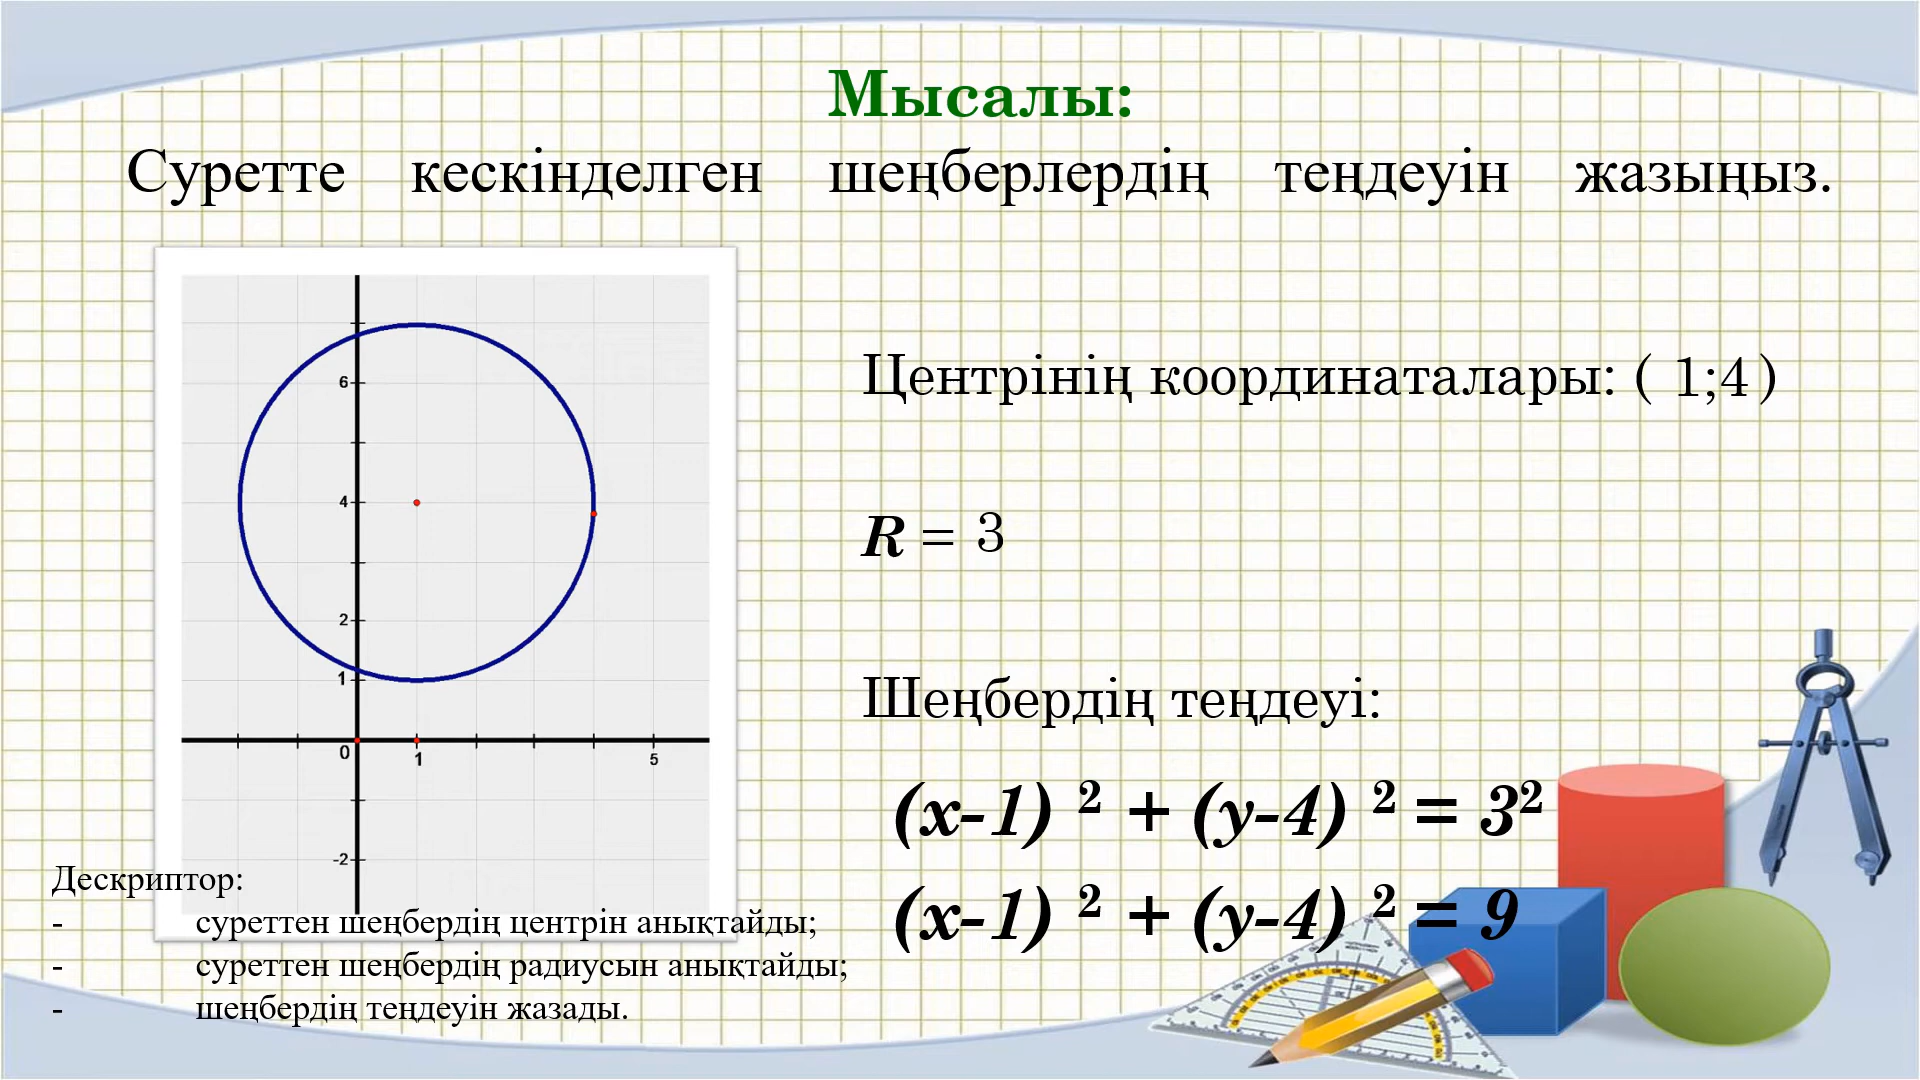 Мысалы:
Суретте кескінделген шеңберлердің теңдеуін жазыңыз.
6
4
2
1
0
1
5
-2
Центрінің координаталары: ( 1;4 )
R = 3
Шеңбердің теңдеуі:
(x-1) ² + (y-4) ² = 3²
(x-1) ² + (y-4) ² = 9
Дескриптор:
- суреттен шеңбердің центрін анықтайды;
- суреттен шеңбердің радиусын анықтайды;
- шеңбердің теңдеуін жазады.